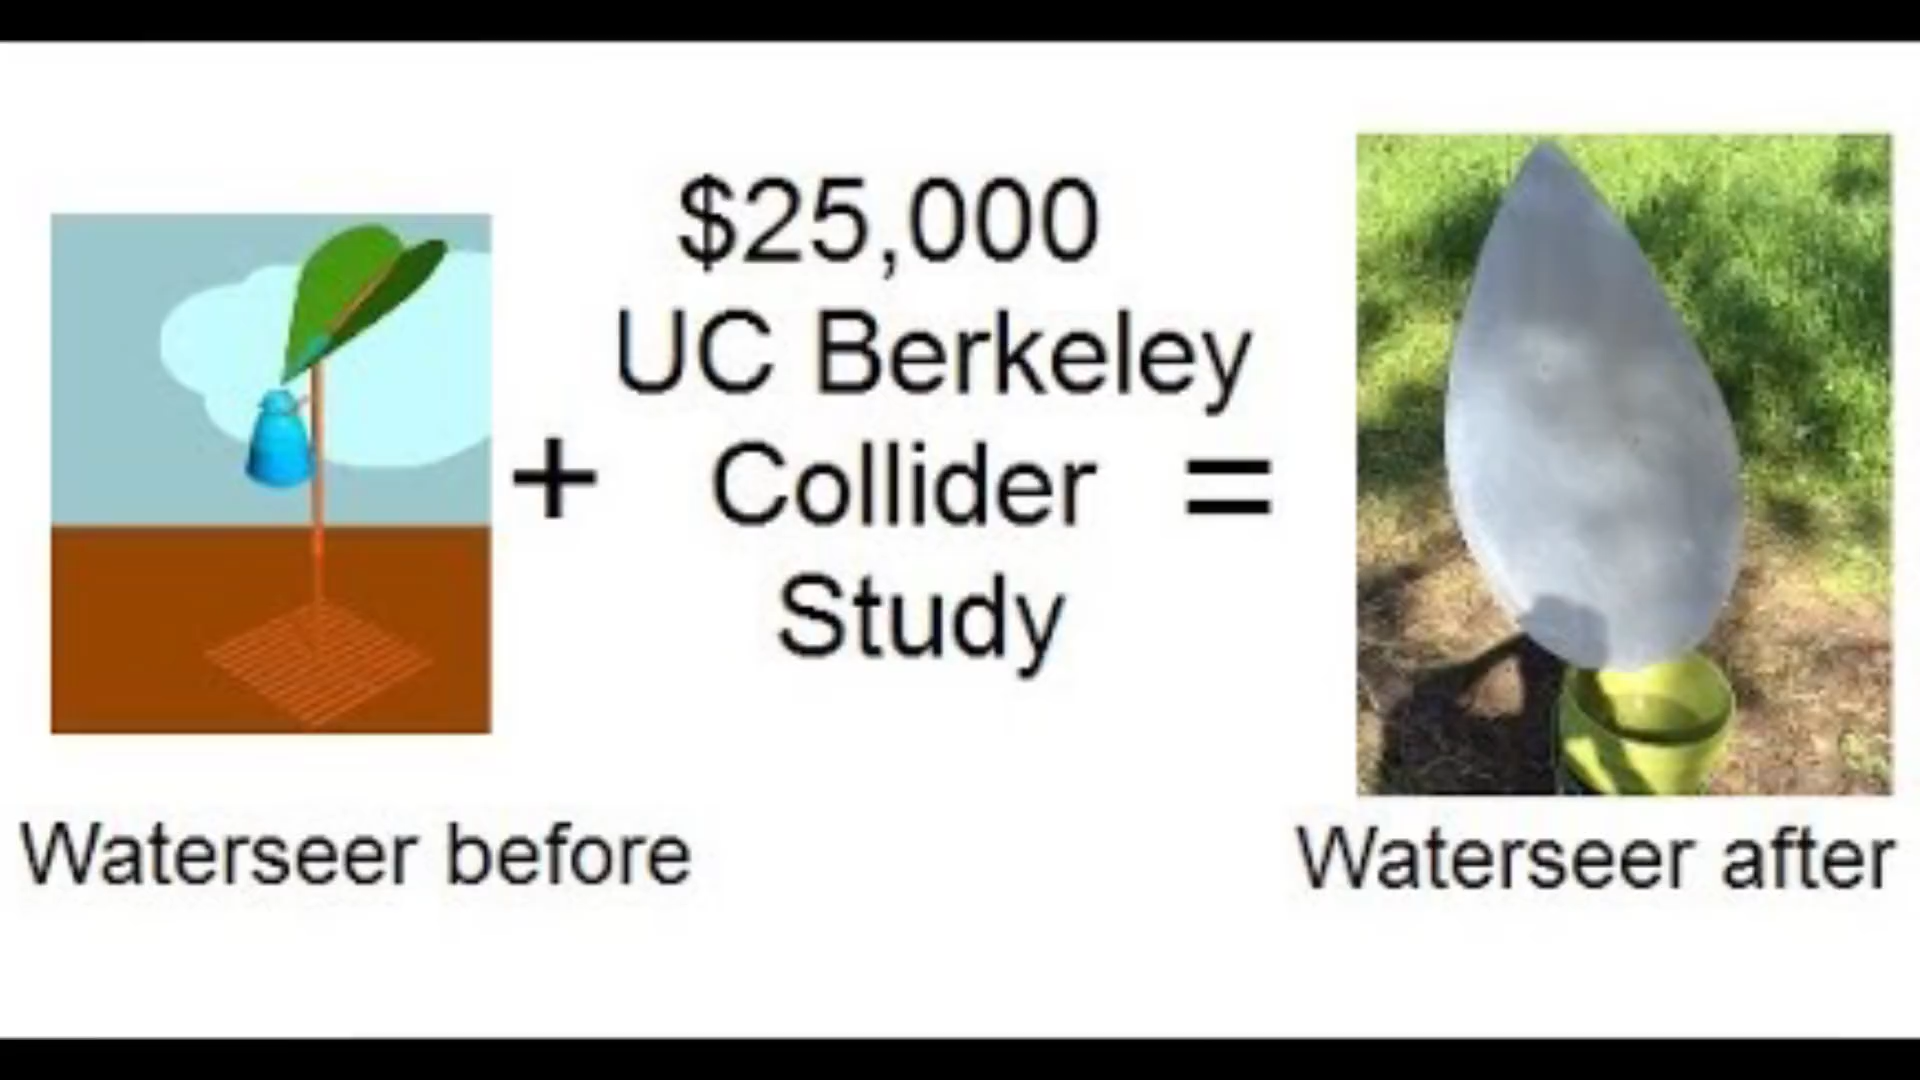 $25,000
UC Berkeley
+ Collider =
Study
Waterseer before
Waterseer after